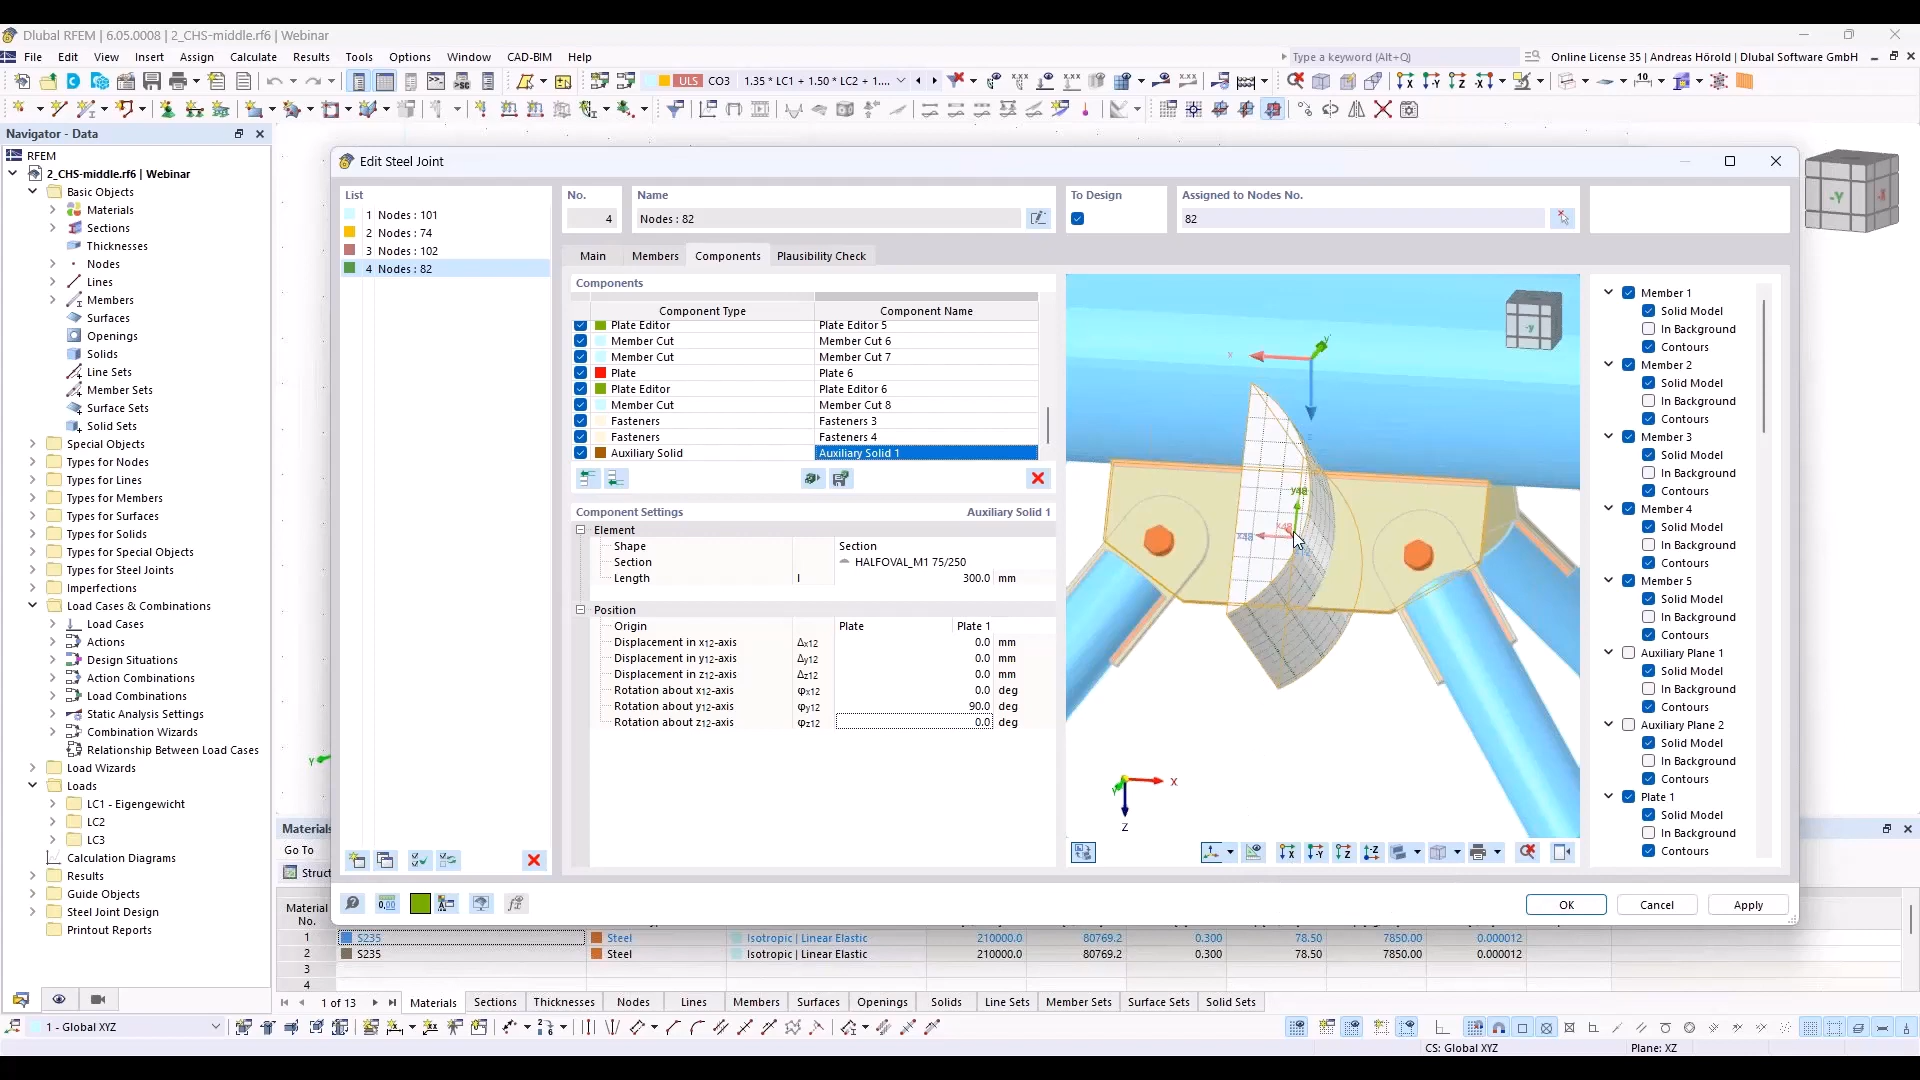 Dlubal RFEM | 6.05.0008 | 2_CHS-middle.rf6 | Webinar
File Edit View Insert Assign Calculate Results Tools Options Window CAD-BIM Help
Type a keyword (Alt+Q)
Online License 35 | Andreas Hörold | Dlubal Software GmbH
ULS CO3 1.35 * LC1 + 1.50 * LC2 + 1....
Navigator - Data
RFEM
2_CHS-middle.rf6 | Webinar
Basic Objects
Materials
Sections
Thicknesses
Nodes
Lines
Members
Surfaces
Openings
Solids
Line Sets
Member Sets
Surface Sets
Solid Sets
Special Objects
Types for Nodes
Types for Lines
Types for Members
Types for Surfaces
Types for Solids
Types for Special Objects
Types for Steel Joints
Imperfections
Load Cases & Combinations
Load Cases
Actions
Design Situations
Action Combinations
Load Combinations
Static Analysis Settings
Combination Wizards
Relationship Between Load Cases
Load Wizards
Loads
LC1 - Eigengewicht
LC2
LC3
Calculation Diagrams
Results
Guide Objects
Steel Joint Design
Printout Reports
Edit Steel Joint
List
1 Nodes : 101
2 Nodes : 74
3 Nodes : 102
4 Nodes : 82
No.
4
Name
Nodes : 82
To Design
Assigned to Nodes No.
82
Main Members Components Plausibility Check
Components
Component Type Component Name
Plate Editor Plate Editor 5
Member Cut Member Cut 6
Member Cut Member Cut 7
Plate Plate 6
Plate Editor Plate Editor 6
Member Cut Member Cut 8
Fasteners Fasteners 3
Fasteners Fasteners 4
Auxiliary Solid Auxiliary Solid 1
Component Settings Auxiliary Solid 1
Element
Shape Section
Section HALFOVAL_M1 75/250
Length l 300.0 mm
Position
Origin Plate Plate 1
Displacement in x12-axis Δx12 0.0 mm
Displacement in y12-axis Δy12 0.0 mm
Displacement in z12-axis Δz12 0.0 mm
Rotation about x12-axis φx12 0.0 deg
Rotation about y12-axis φy12 90.0 deg
Rotation about z12-axis φz12 0.0 deg
X
Z
Member 1
Solid Model
In Background
Contours
Member 2
Solid Model
In Background
Contours
Member 3
Solid Model
In Background
Contours
Member 4
Solid Model
In Background
Contours
Member 5
Solid Model
In Background
Contours
Auxiliary Plane 1
Solid Model
In Background
Contours
Auxiliary Plane 2
Solid Model
In Background
Contours
Plate 1
Solid Model
In Background
Contours
OK Cancel Apply
Materials
Go To
Struct
Material
No.
1 S235 Steel Isotropic | Linear Elastic 210000.0 80769.2 0.300 78.50 7850.00 0.000012
2 S235 Steel Isotropic | Linear Elastic 210000.0 80769.2 0.300 78.50 7850.00 0.000012
3
4
1 of 13 Materials Sections Thicknesses Nodes Lines Members Surfaces Openings Solids Line Sets Member Sets Surface Sets Solid Sets
1 - Global XYZ
CS: Global XYZ Plane: XZ